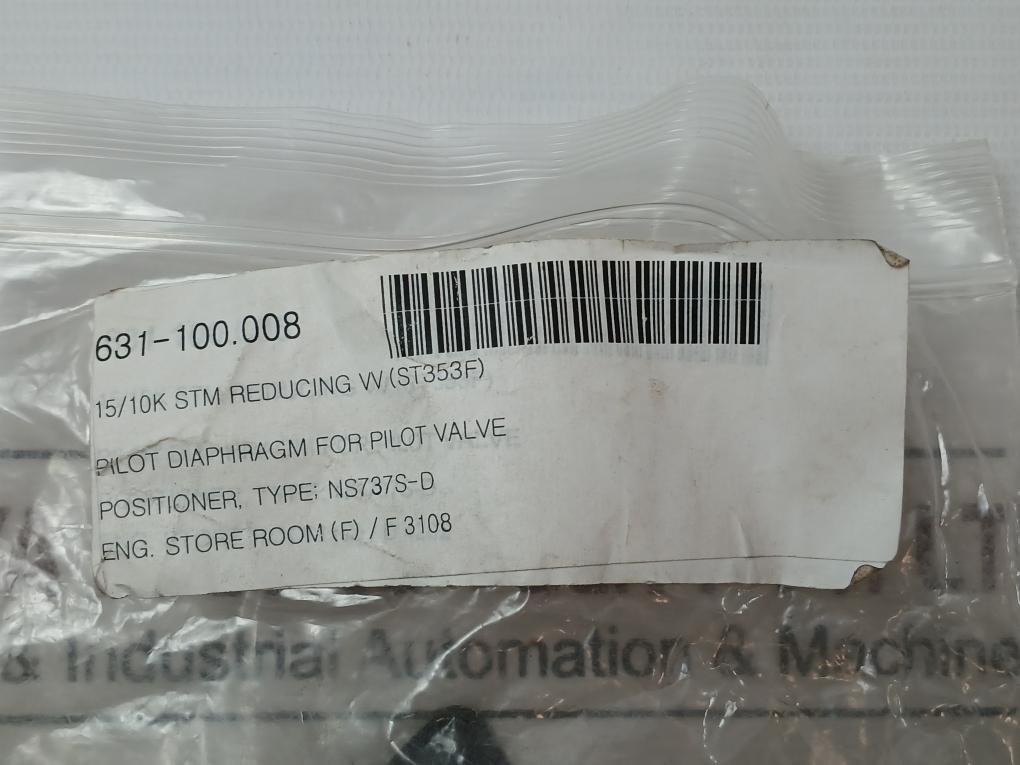 631-100.008
15/10K STM REDUCING VV (ST353F)
PILOT DIAPHRAGM FOR PILOT VALVE
POSITIONER, TYPE; NS737S-D
ENG. STORE ROOM (F) / F 3108
& Industrial Automation & Machine